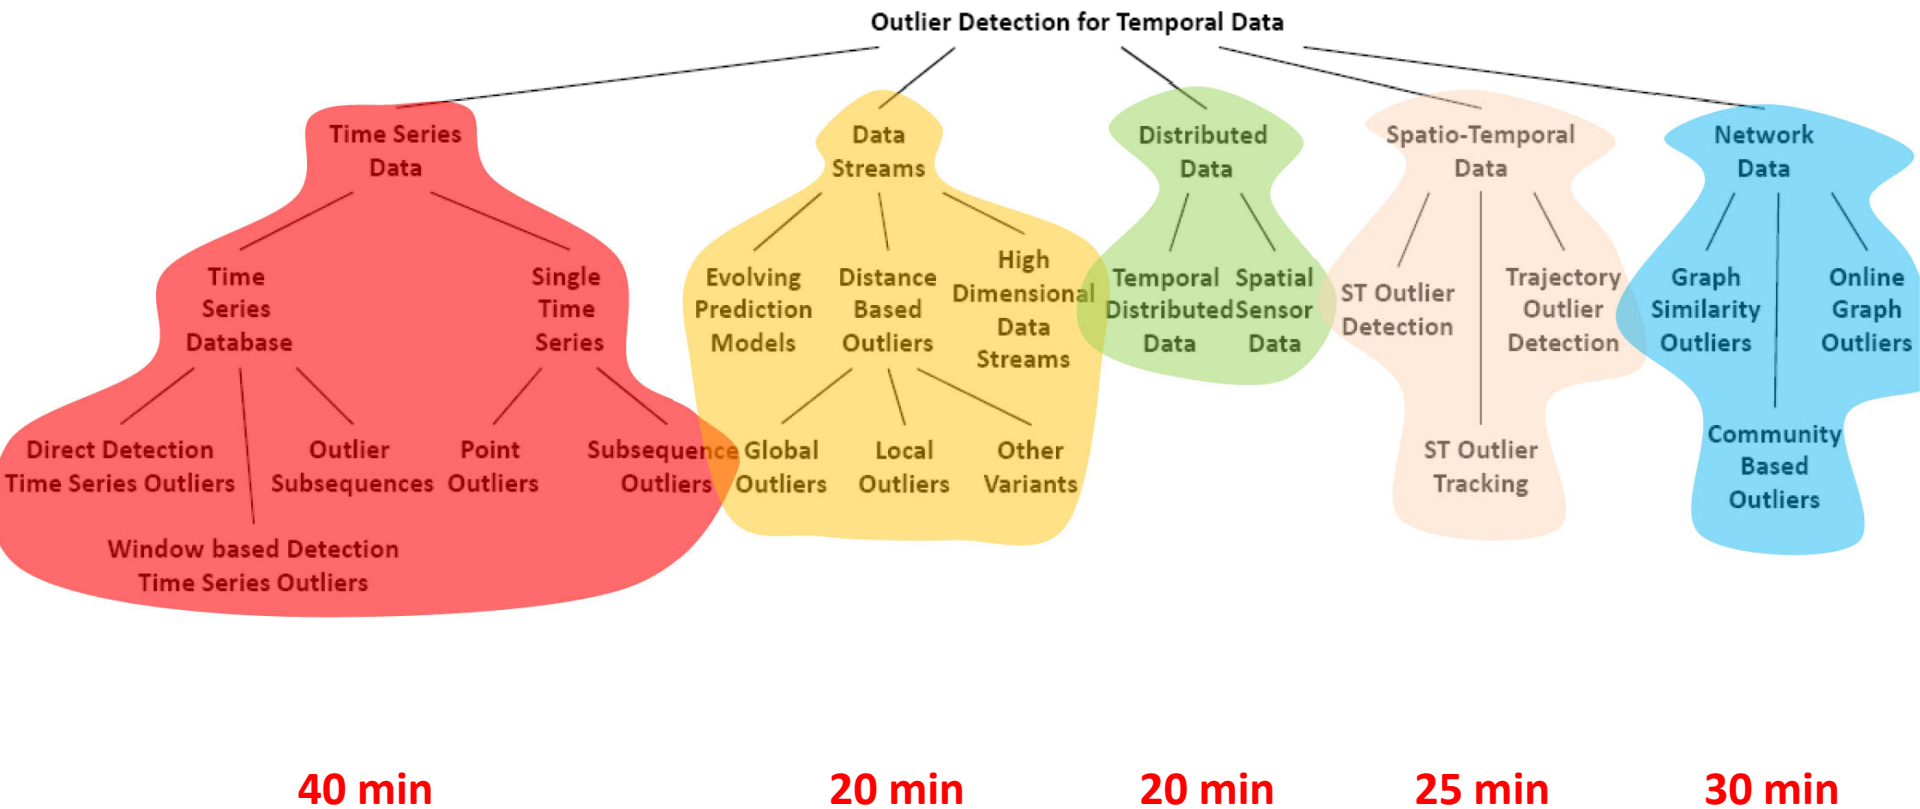 Outlier Detection for Temporal Data
Time Series
Data
Data
Streams
Distributed
Data
Spatio-Temporal
Data
Network
Data
Time
Series
Database
Single
Time
Series
Evolving
Prediction
Models
Distance
Based
Outliers
High
Dimensional
Data
Streams
Temporal
Distributed
Data
Spatial
Sensor
Data
ST Outlier
Detection
Trajectory
Outlier
Detection
Graph
Similarity
Outliers
Online
Graph
Outliers
Direct Detection
Time Series Outliers
Outlier
Subsequences
Point
Outliers
Subsequence
Outliers
Global
Outliers
Local
Outliers
Other
Variants
ST Outlier
Tracking
Community
Based
Outliers
Window based Detection
Time Series Outliers
40 min
20 min
20 min
25 min
30 min